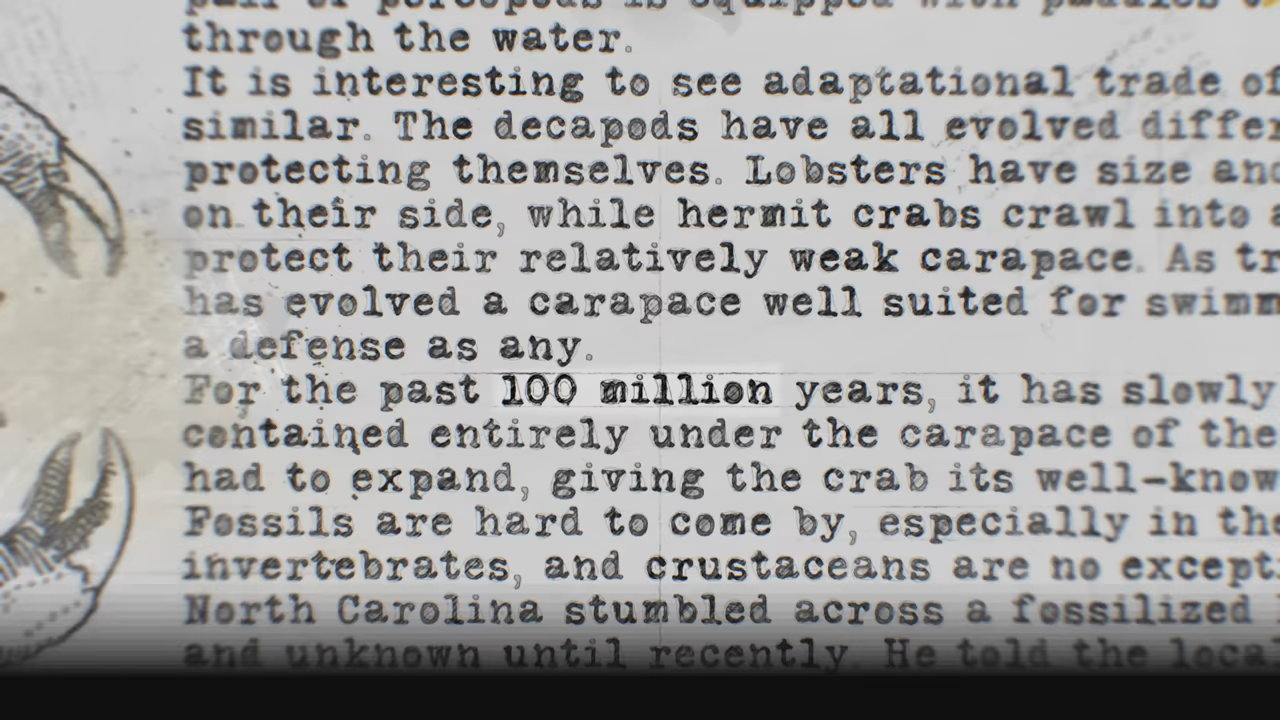 through the water.
It is interesting to see adaptational trade of
similar. The decapods have all evolved differ
protecting themselves. Lobsters have size and
on their side, while hermit crabs crawl into a
protect their relatively weak carapace. As tr
has evolved a carapace well suited for swimm
a defense as any.
For the past 100 million years, it has slowly
contained entirely under the carapace of the
had to expand, giving the crab its well-know
Fossils are hard to come by, especially in the
invertebrates, and crustaceans are no excepti
North Carolina stumbled across a fossilized
and unknown until recently. He told the loca